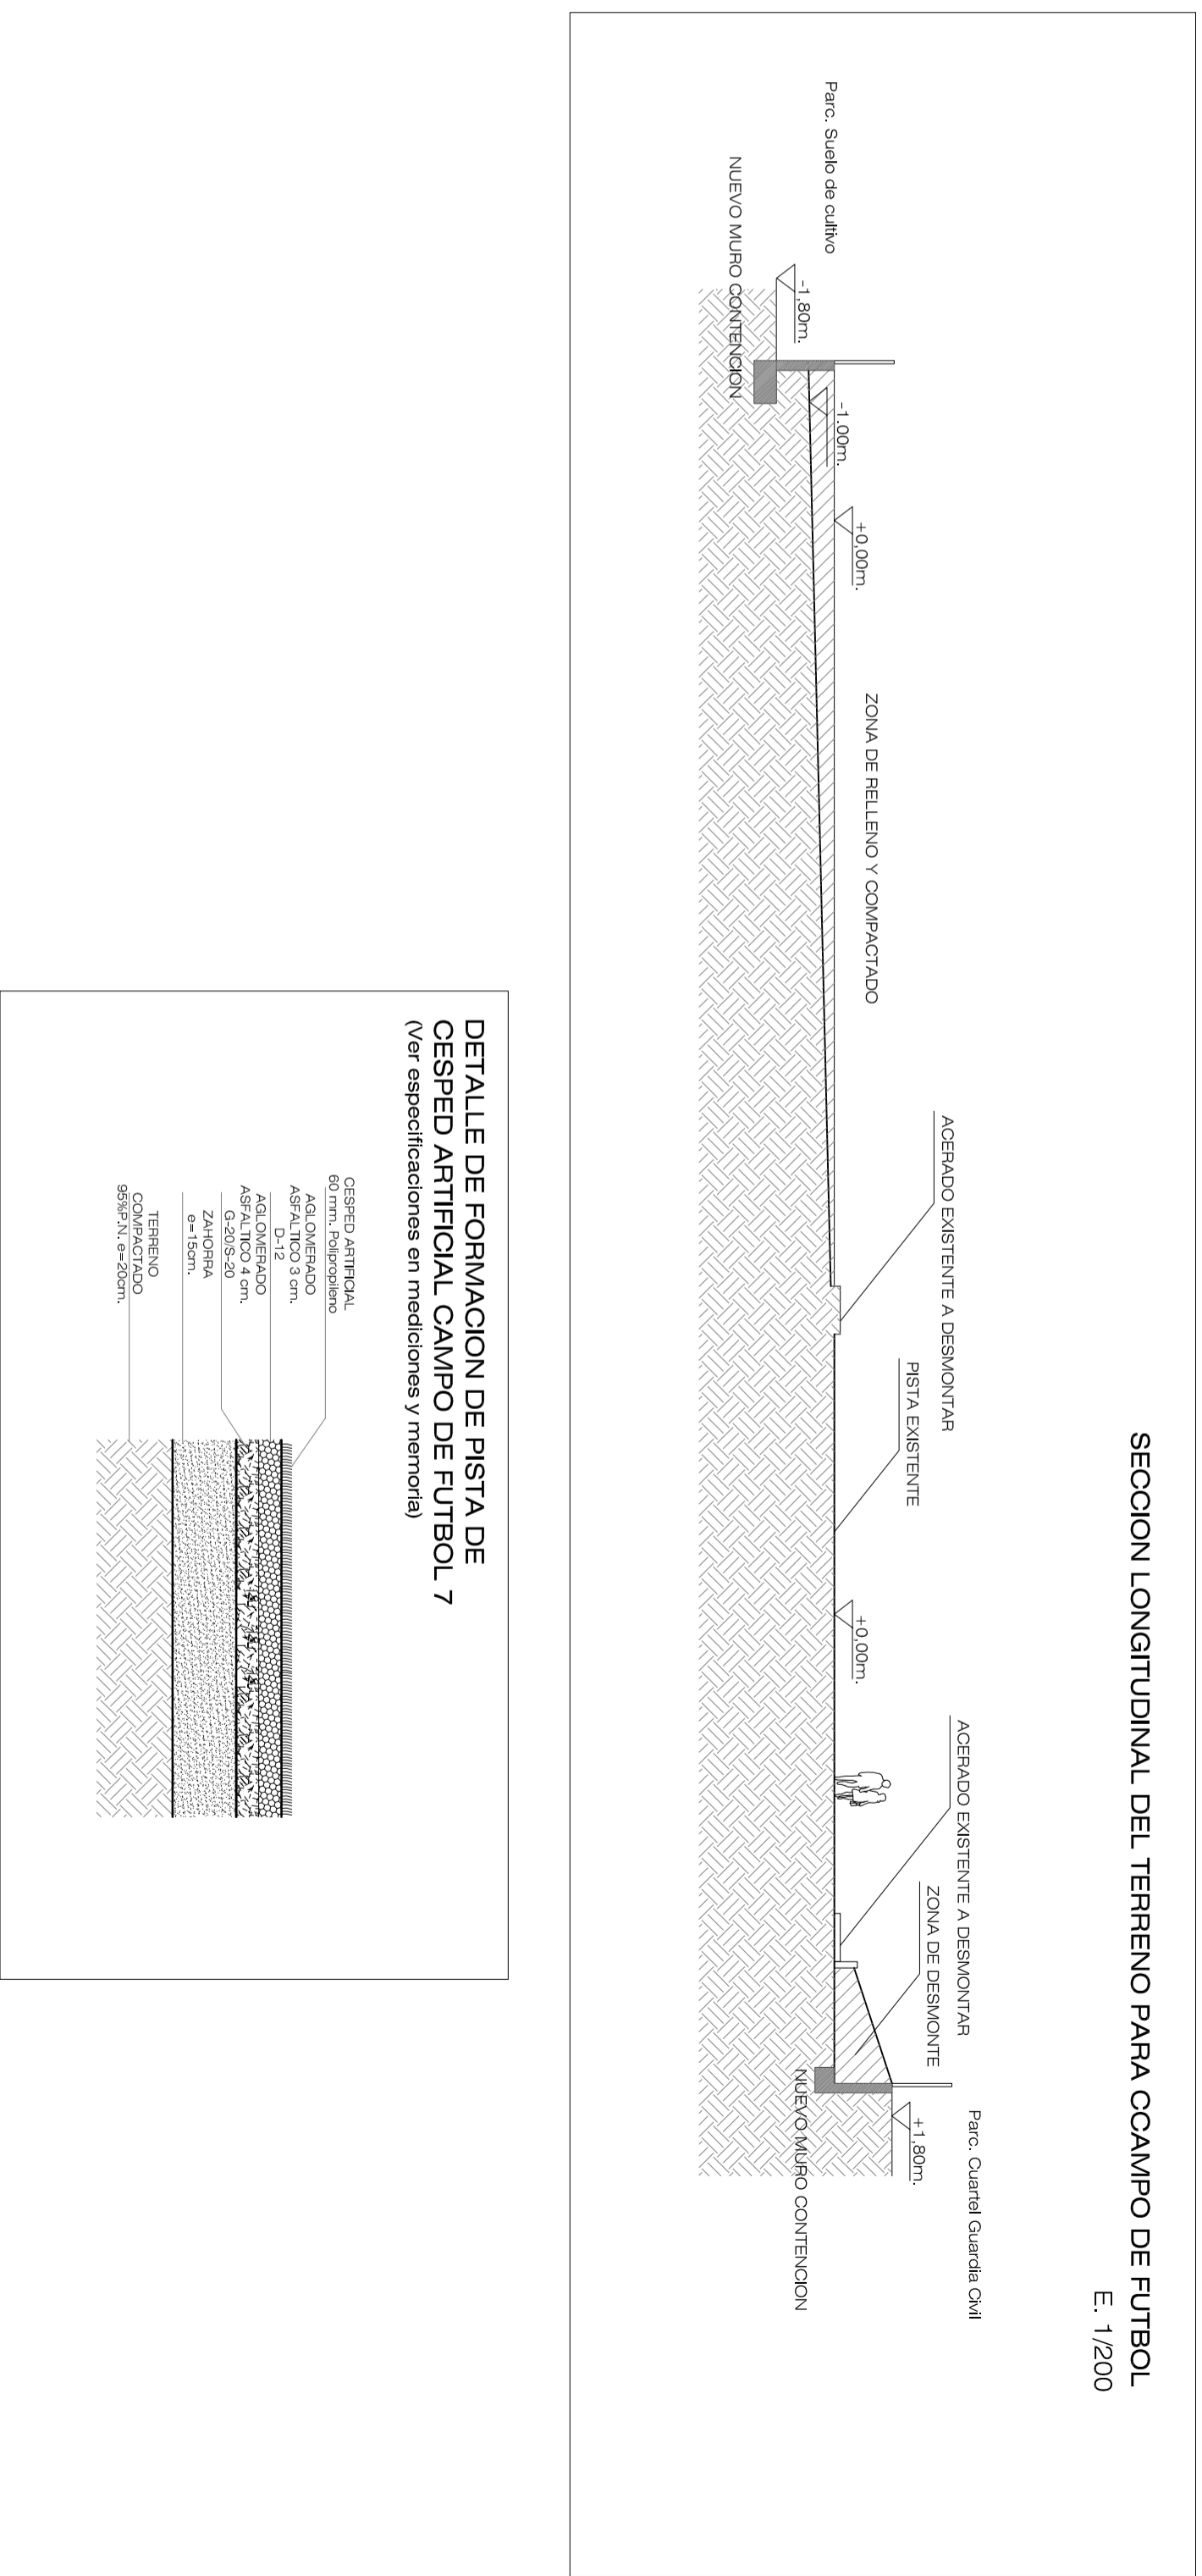 SECCION LONGITUDINAL DEL TERRENO PARA CCAMPO DE FUTBOL
E. 1/200
Parc. Suelo de cultivo
NUEVO MURO CONTENCION
-1,80m.
-1.00m.
+0,00m.
ZONA DE RELLENO Y COMPACTADO
ACERADO EXISTENTE A DESMONTAR
PISTA EXISTENTE
+0,00m.
ACERADO EXISTENTE A DESMONTAR
ZONA DE DESMONTE
Parc. Cuartel Guardia Civil
+1,80m.
NUEVO MURO CONTENCION
DETALLE DE FORMACION DE PISTA DE
CESPED ARTIFICIAL CAMPO DE FUTBOL 7
(Ver especificaciones en mediciones y memoria)
CESPED ARTIFICIAL
60 mm. Polipropileno
AGLOMERADO
ASFALTICO 3 cm.
D-12
AGLOMERADO
ASFALTICO 4 cm.
G-20/S-20
ZAHORRA
e=15cm.
TERRENO
COMPACTADO
95%P.N. e=20cm.